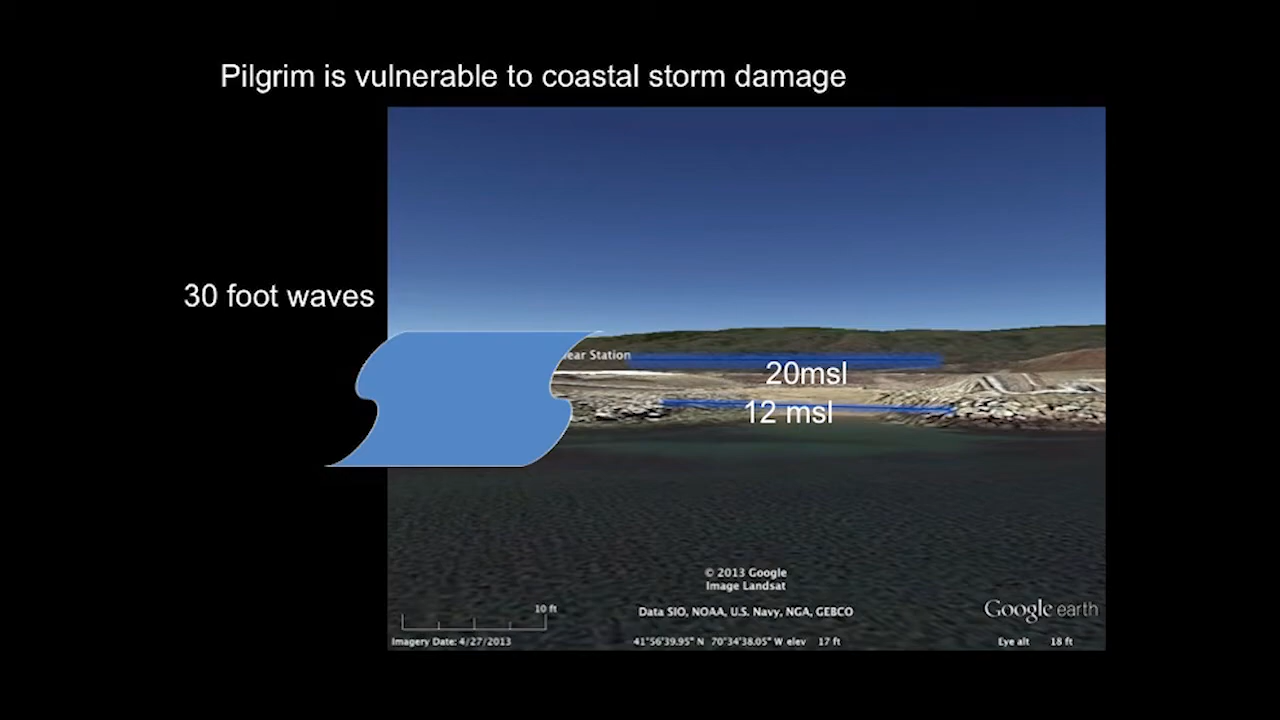 Pilgrim is vulnerable to coastal storm damage
30 foot waves
ear Station
20msl
12 msl
© 2013 Google
Image Landsat
10 ft
Data SIO, NOAA, U.S. Navy, NGA, GEBCO
Google earth
Imagery Date: 4/27/2013
41°56'39.95" N 70°34'38.05" W elev 17 ft
Eye alt 18 ft